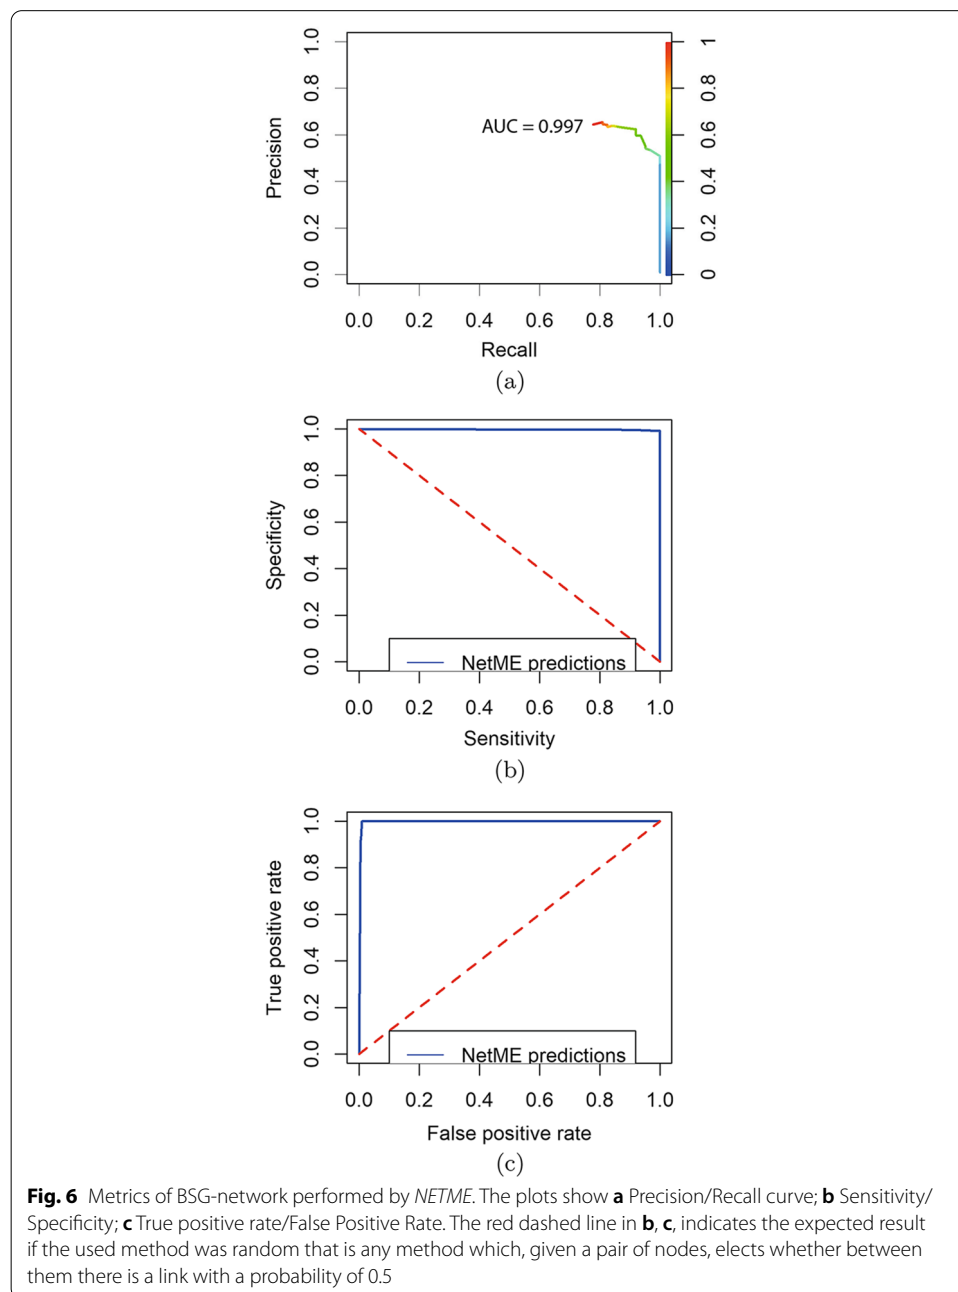 1.0
0.8
0.6
0.4
0.2
0.0
Precision
AUC = 0.997
1
0.8
0.6
0.4
0.2
0
0.0 0.2 0.4 0.6 0.8 1.0
Recall
(a)
1.0
0.8
0.6
0.4
0.2
0.0
Specificity
NetME predictions
0.0 0.2 0.4 0.6 0.8 1.0
Sensitivity
(b)
1.0
0.8
0.6
0.4
0.2
0.0
True positive rate
NetME predictions
0.0 0.2 0.4 0.6 0.8 1.0
False positive rate
(c)
Fig. 6 Metrics of BSG-network performed by NETME. The plots show a Precision/Recall curve; b Sensitivity/
Specificity; c True positive rate/False Positive Rate. The red dashed line in b, c, indicates the expected result
if the used method was random that is any method which, given a pair of nodes, elects whether between
them there is a link with a probability of 0.5